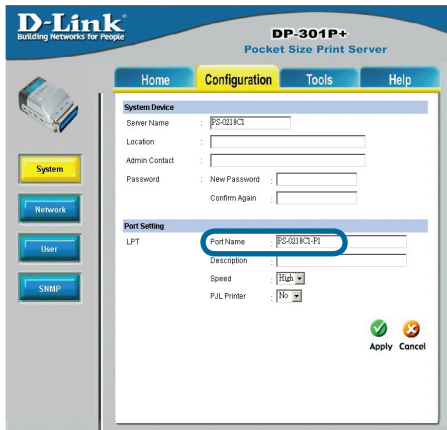 D-Link
Building Networks for People
DP-301P+
Pocket Size Print Server
Home Configuration Tools Help
System Device
Server Name : PS-0218C1
Location :
Admin Contact :
Password : New Password :
Confirm Again :
Port Setting
LPT Port Name : PS-0218C1-P1
Description :
Speed : High
PJL Printer : No
System
Network
User
SNMP
Apply Cancel